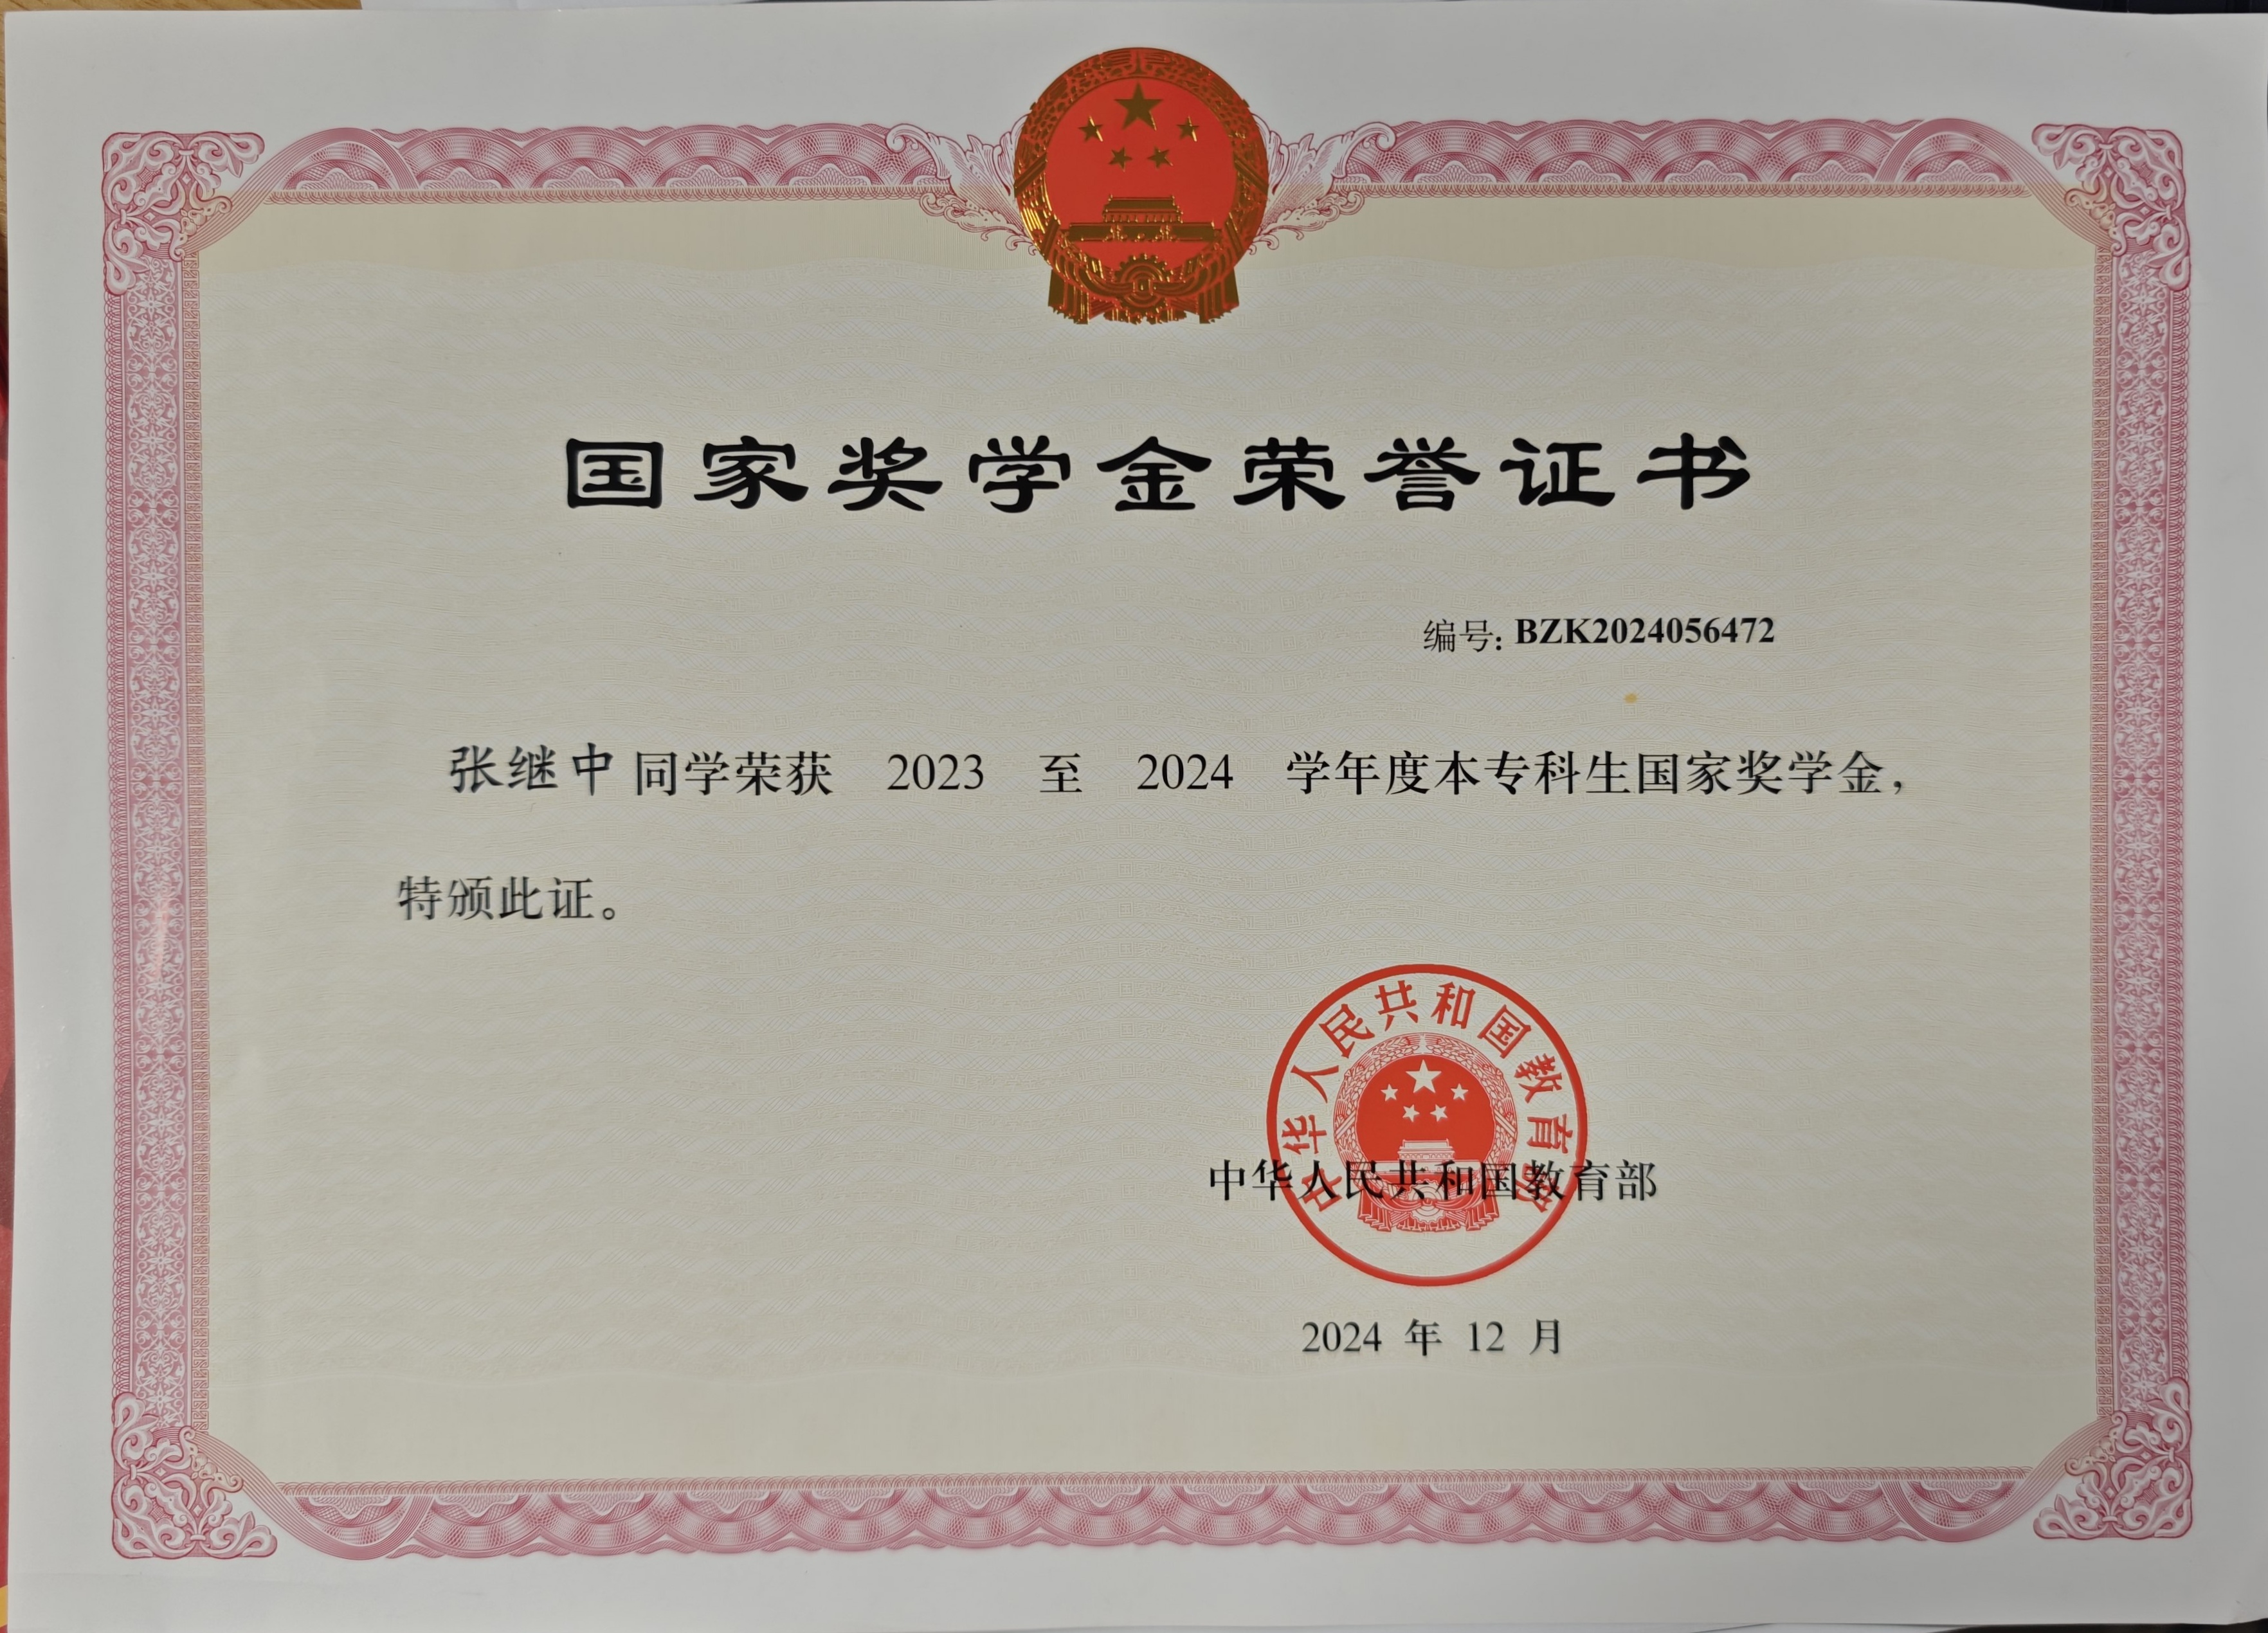 国家奖学金荣誉证书
编号：BZK2024056472
张继中同学荣获 2023 至 2024 学年度本专科生国家奖学金，
特颁此证。
中华人民共和国教育部
中华人民共和国教育部
2024 年 12 月